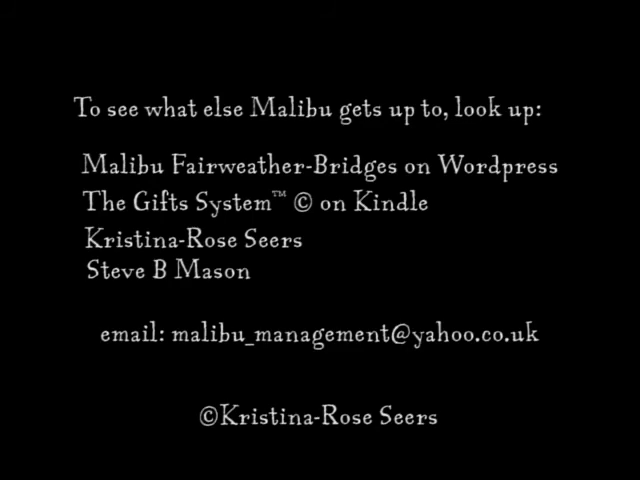 To see what else Malibu gets up to, look up:
Malibu Fairweather-Bridges on Wordpress
The Gifts System™ © on Kindle
Kristina-Rose Seers
Steve B Mason
email: malibu_management@yahoo.co.uk
©Kristina-Rose Seers